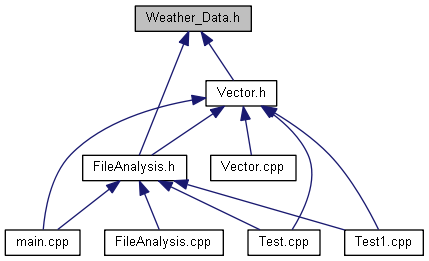 Weather_Data.h
Vector.h
FileAnalysis.h
Vector.cpp
main.cpp
FileAnalysis.cpp
Test.cpp
Test1.cpp